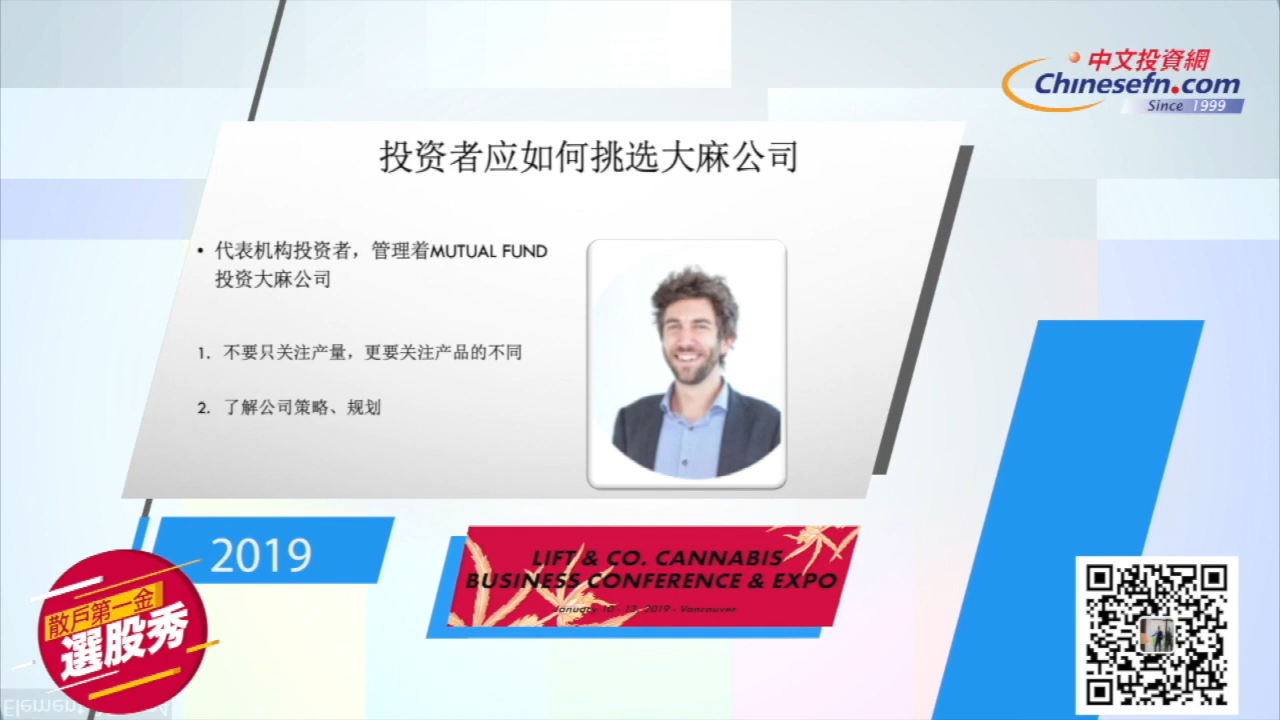 中文投資網
Chinesefn.com
Since 1999
投资者应如何挑选大麻公司
• 代表机构投资者，管理着MUTUAL FUND
投资大麻公司
1. 不要只关注产量，更要关注产品的不同
2. 了解公司策略、规划
2019
LIFT & CO. CANNABIS
BUSINESS CONFERENCE & EXPO
January 10 - 13, 2019 - Vancouver
散戶第一金
選股秀